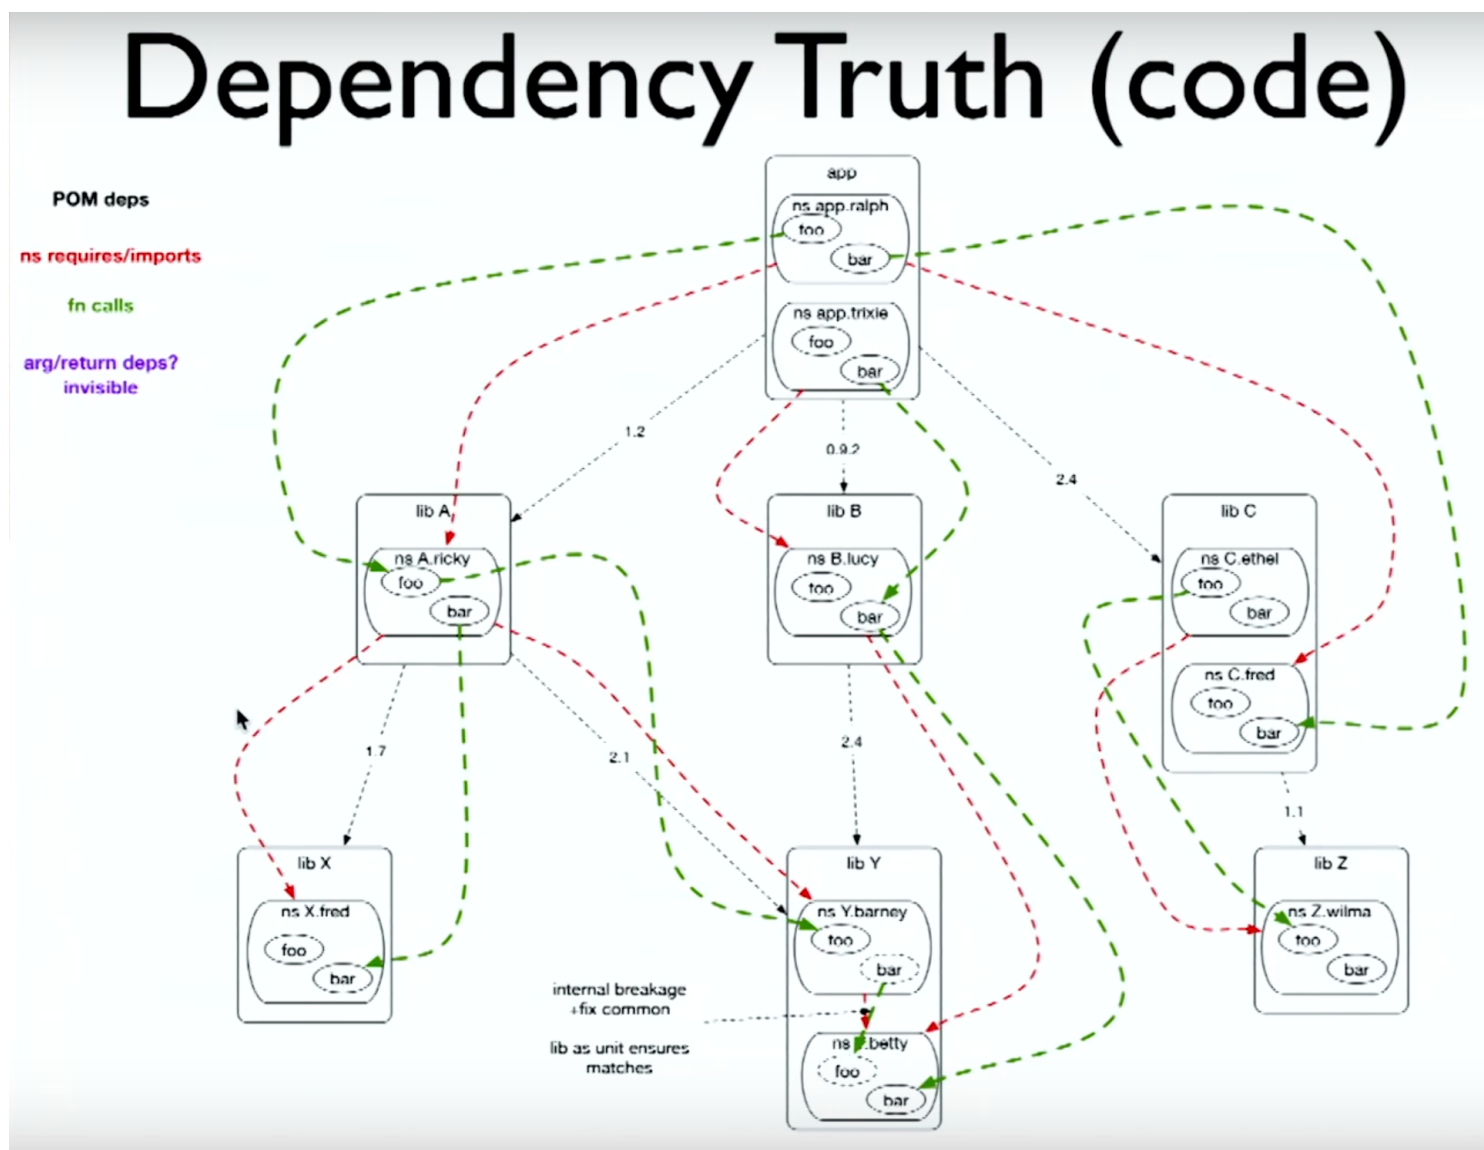 Dependency Truth (code)
POM deps
ns requires/imports
fn calls
arg/return deps?
invisible
app
ns app.ralph
foo
bar
ns app.trixie
foo
bar
1.2
0.9.2
2.4
lib A
ns A.ricky
foo
bar
lib B
ns B.lucy
foo
bar
lib C
ns C.ethel
foo
bar
ns C.fred
foo
bar
1.7
2.1
2.4
1.1
lib X
ns X.fred
foo
bar
lib Y
ns Y.barney
foo
bar
internal breakage
+fix common
lib as unit ensures
matches
ns .betty
foo
bar
lib Z
ns Z.wilma
foo
bar